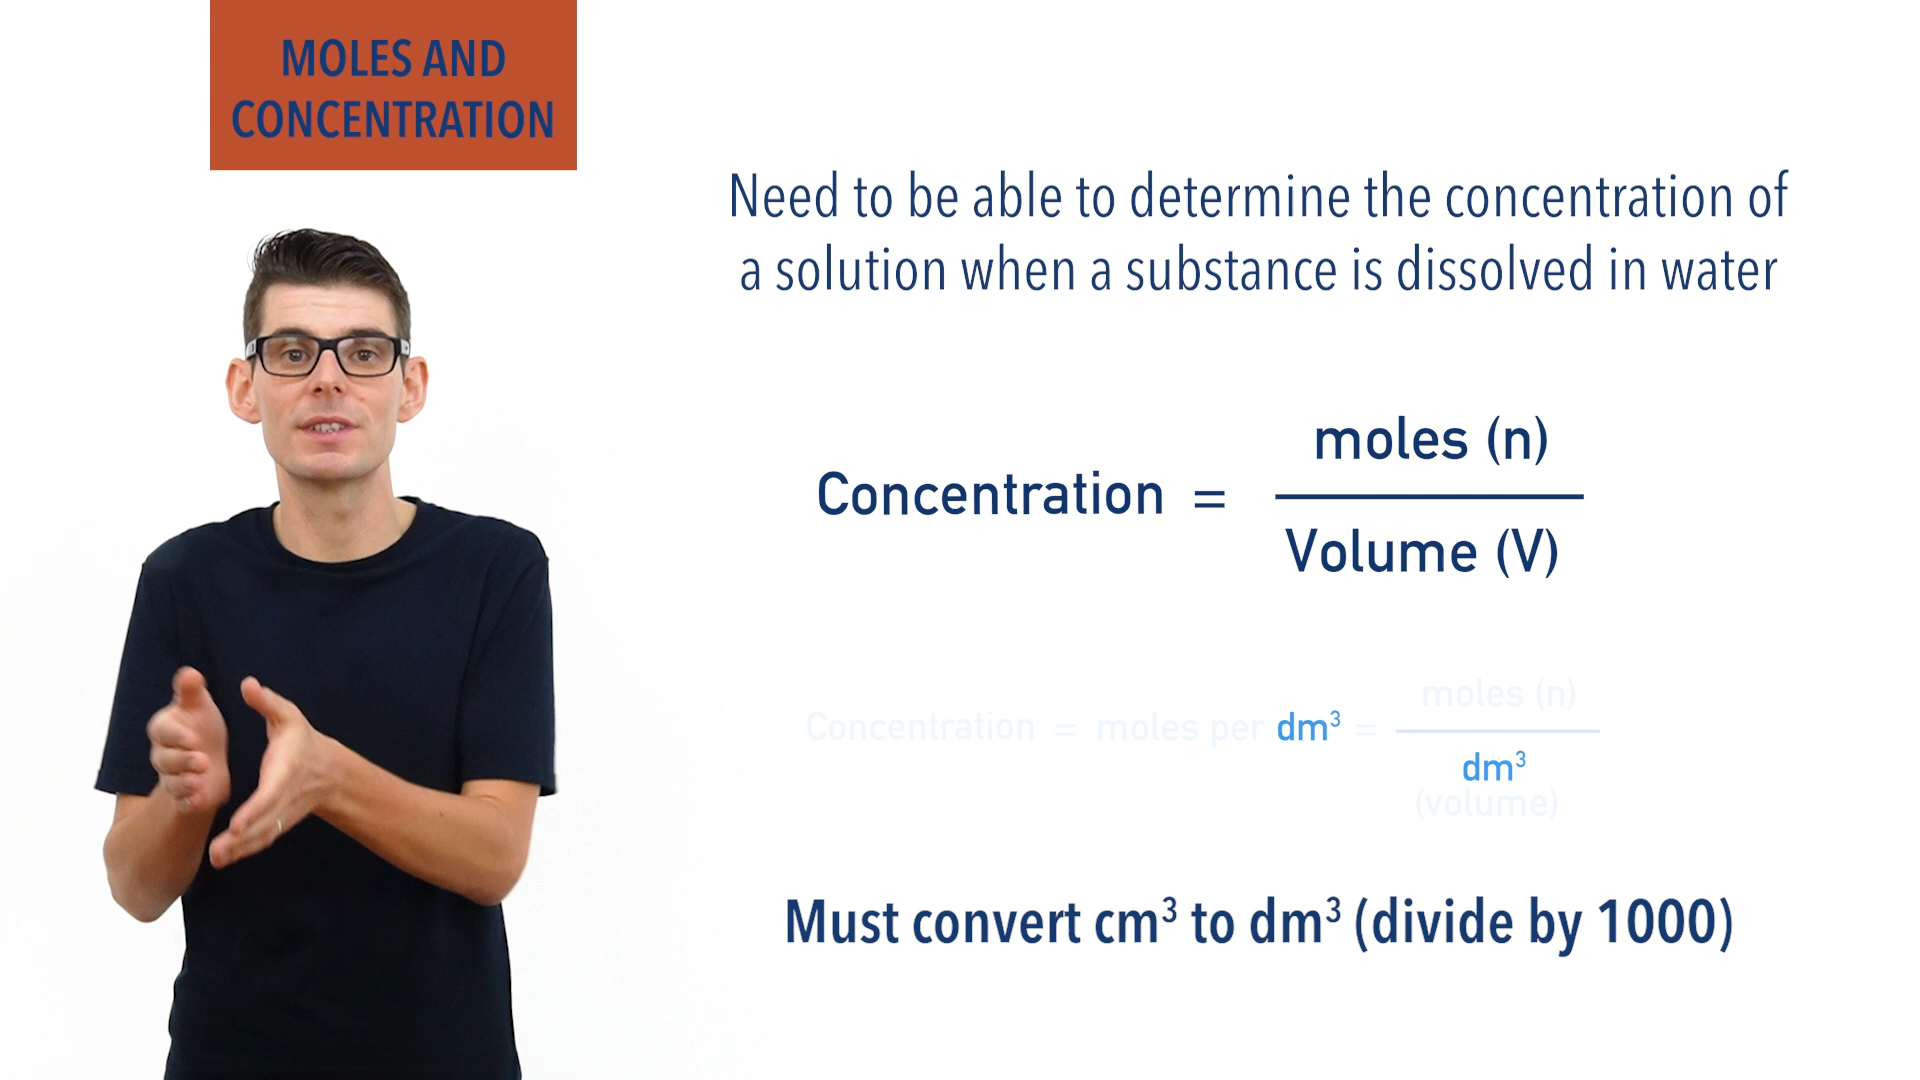 MOLES AND
CONCENTRATION
Need to be able to determine the concentration of
a solution when a substance is dissolved in water
Concentration = moles (n)
Volume (V)
Concentration = moles per dm³ = moles (n)
dm³
(volume)
Must convert cm³ to dm³ (divide by 1000)